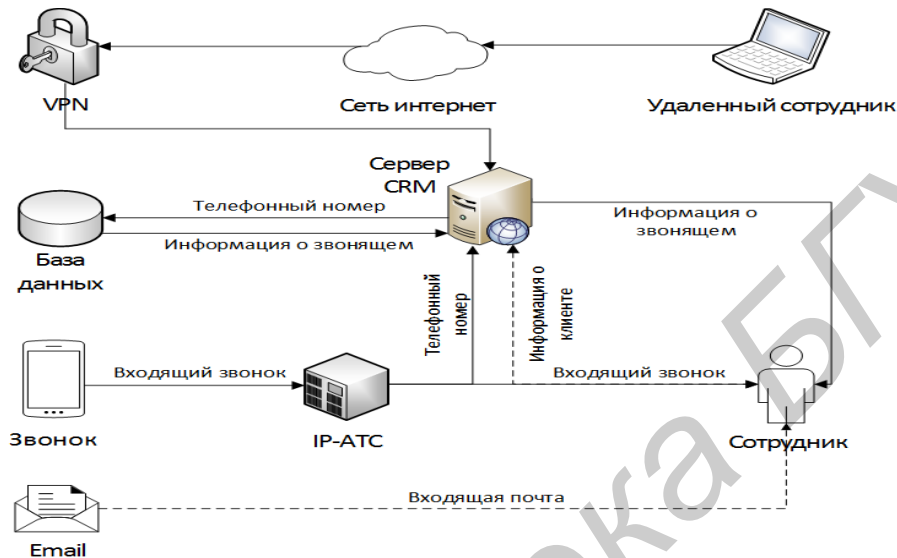 VPN
Сеть интернет
Удаленный сотрудник
Сервер
CRM
Телефонный номер
Информация о звонящем
Информация о
звонящем
База
данных
Телефонный
номер
Информация о
клиенте
Входящий звонок
Входящий звонок
Звонок
IP-АТС
Сотрудник
Входящая почта
Email